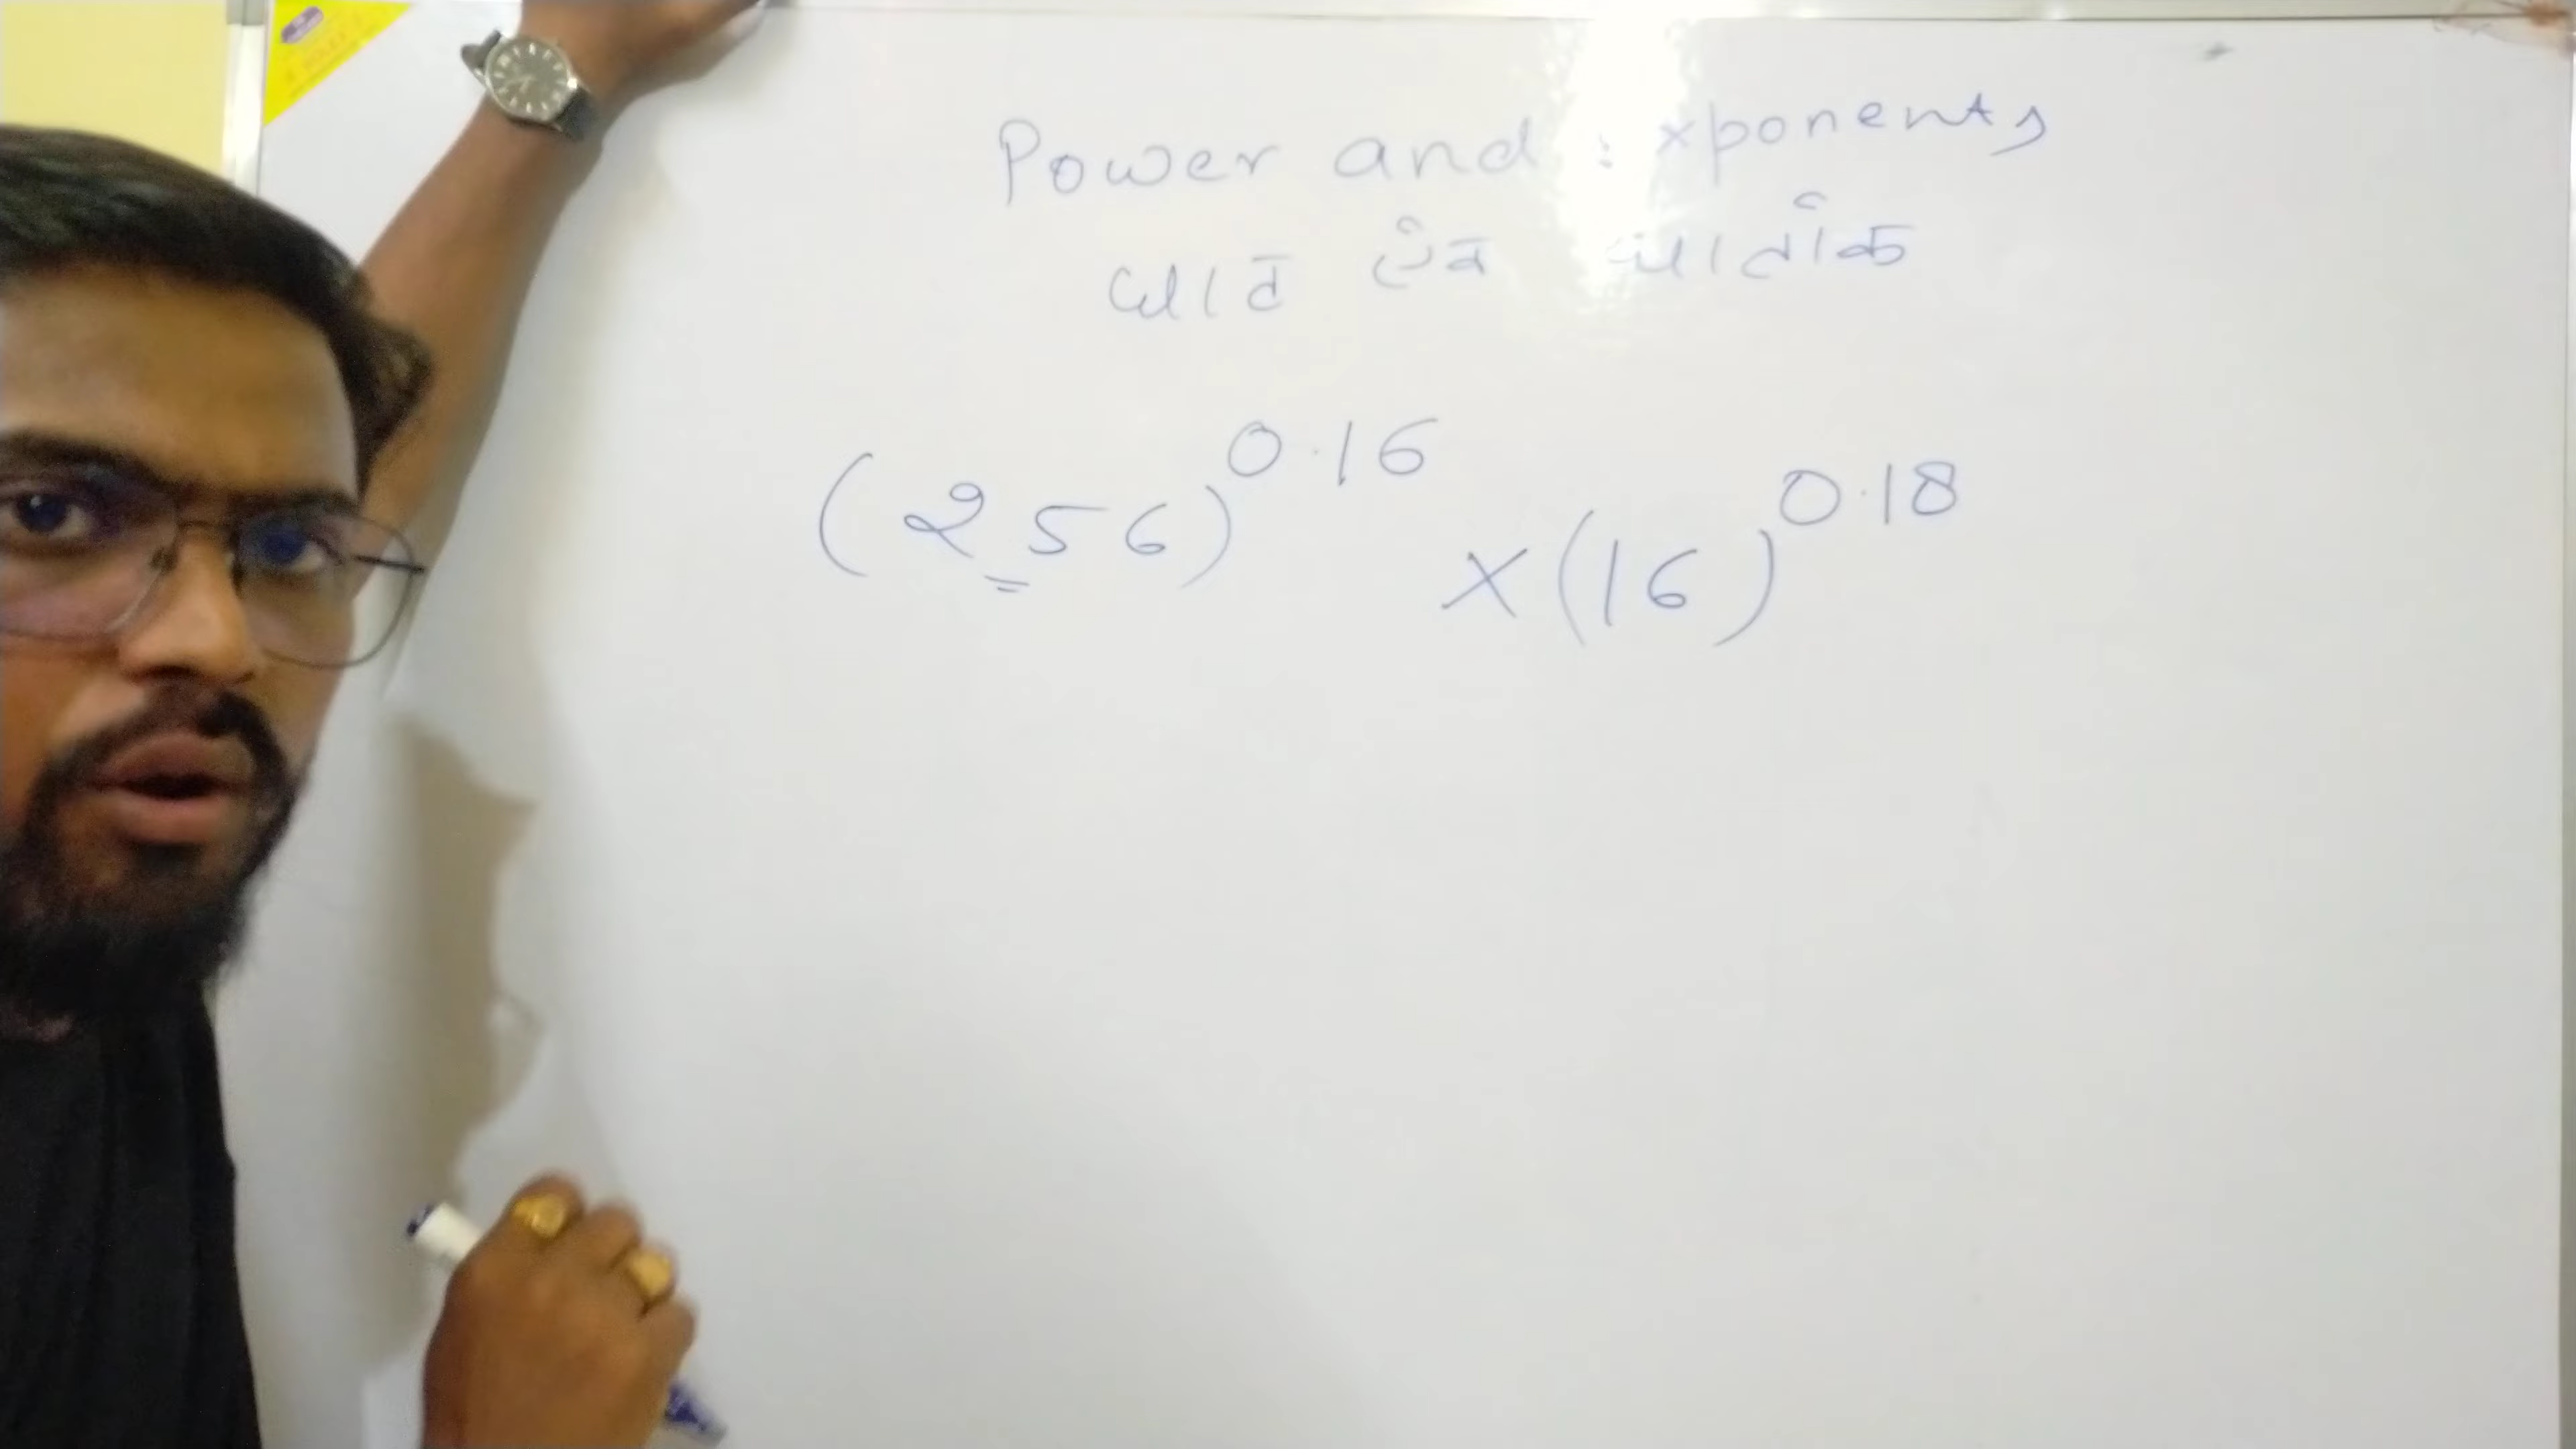 Power and Exponents
घात एवं घातांक
(256)^0.16 × (16)^0.18